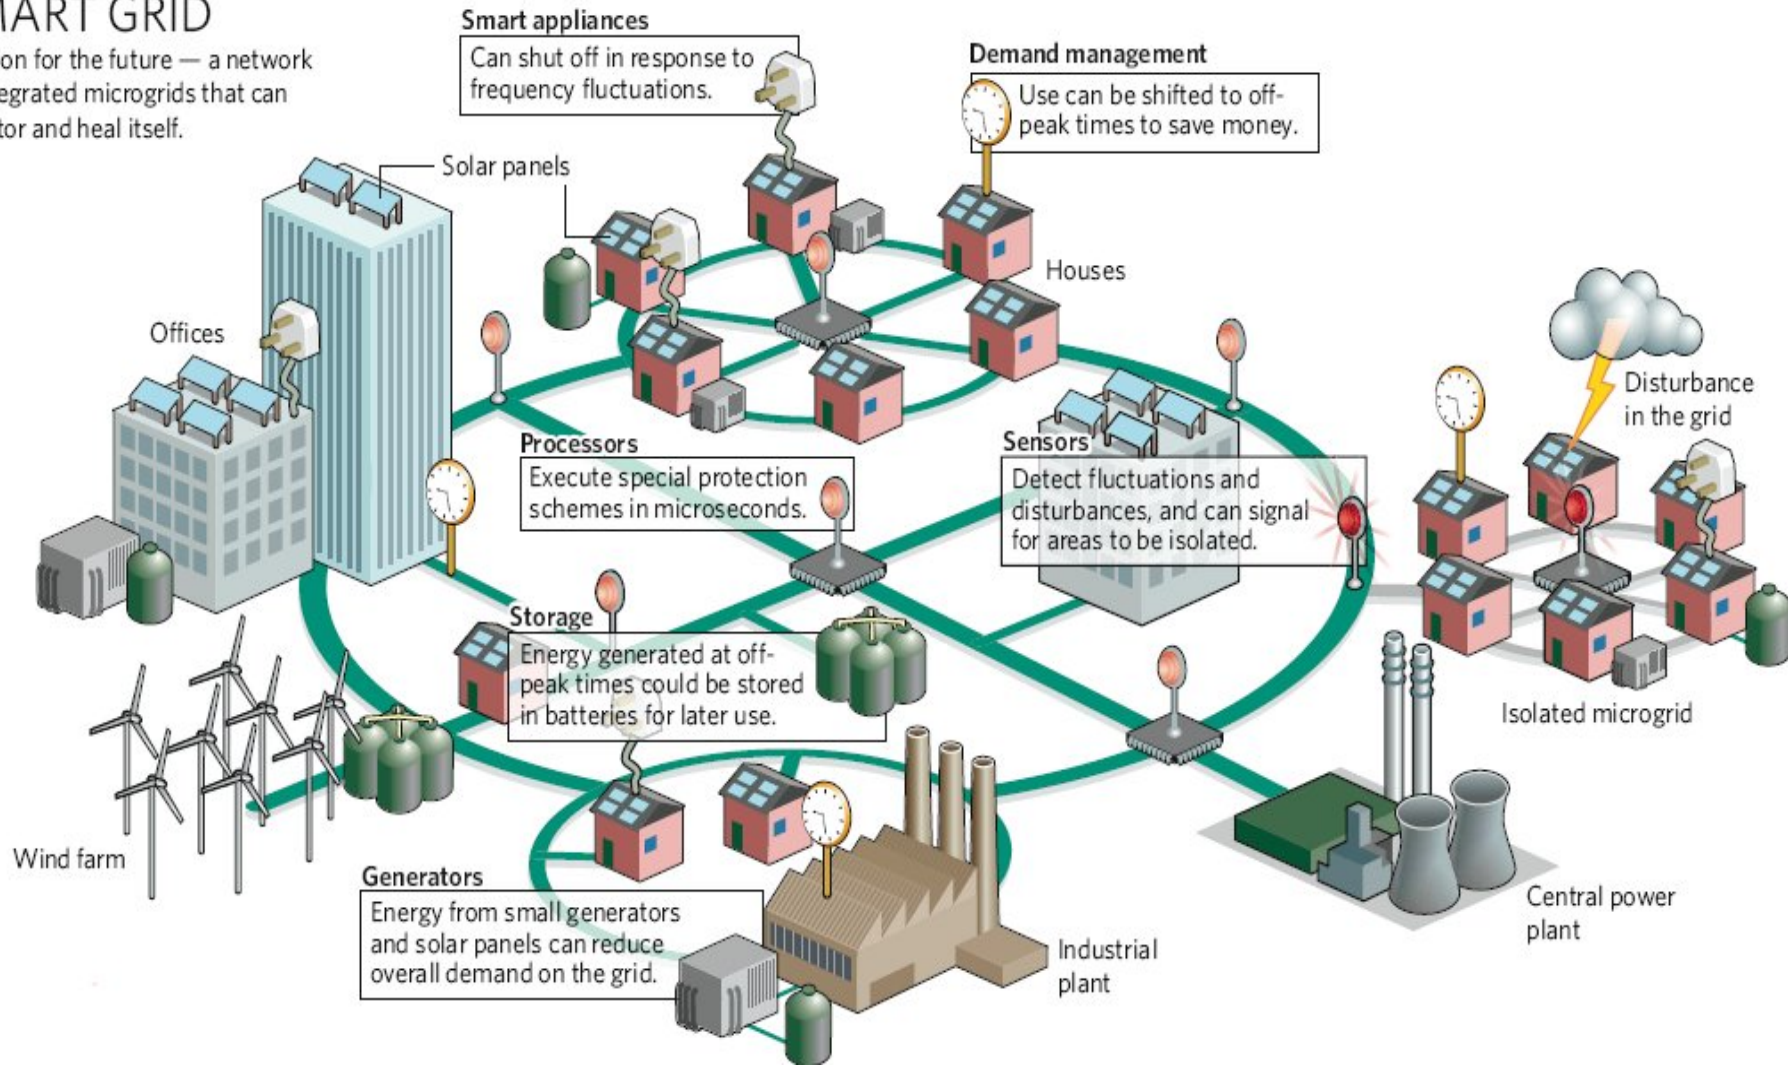 MART GRID
on for the future — a network
egrated microgrids that can
tor and heal itself.
Smart appliances
Can shut off in response to
frequency fluctuations.
Demand management
Use can be shifted to off-
peak times to save money.
Solar panels
Houses
Offices
Disturbance
in the grid
Processors
Execute special protection
schemes in microseconds.
Sensors
Detect fluctuations and
disturbances, and can signal
for areas to be isolated.
Storage
Energy generated at off-
peak times could be stored
in batteries for later use.
Isolated microgrid
Wind farm
Generators
Energy from small generators
and solar panels can reduce
overall demand on the grid.
Central power
plant
Industrial
plant